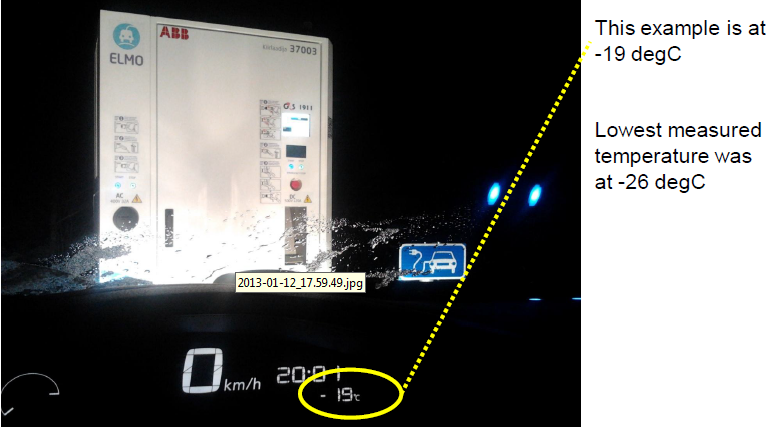 ABB
ELMO
37003
1911
AC
DC
2013-01-12_17.59.49.jpg
0 km/h
20:01
- 19℃
This example is at
-19 degC
Lowest measured
temperature was
at -26 degC